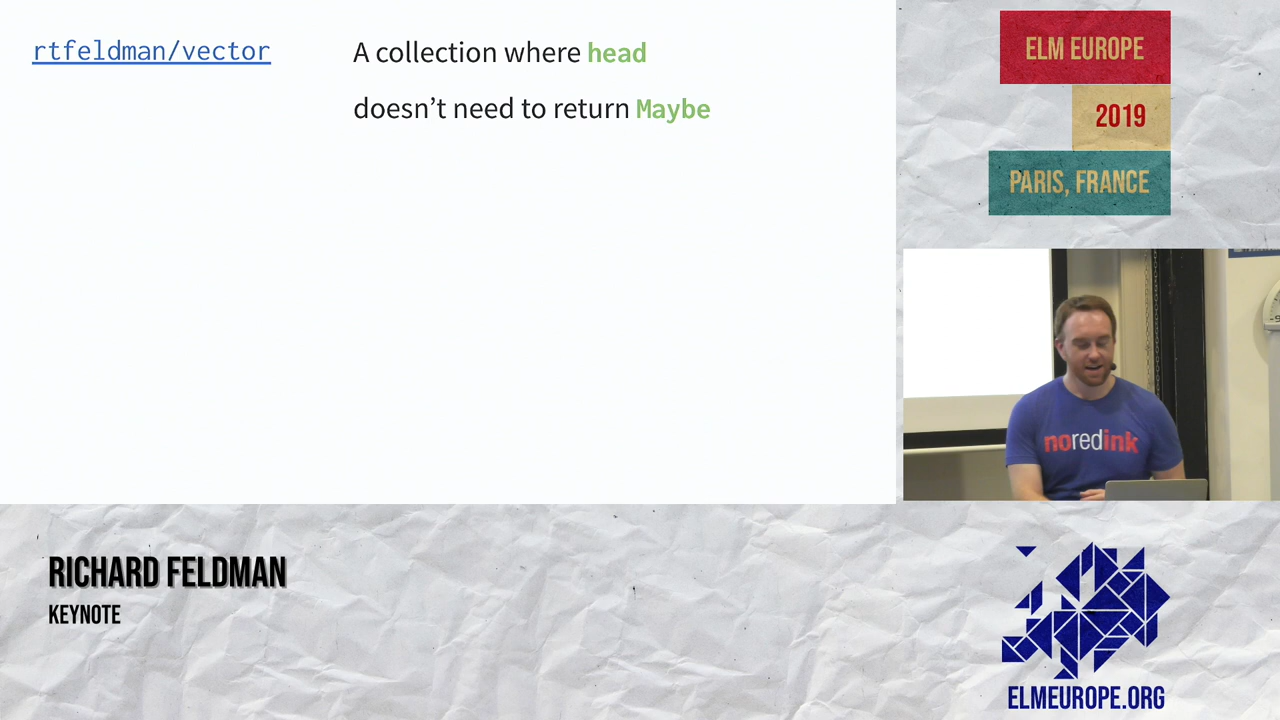 rtfeldman/vector
A collection where head
doesn’t need to return Maybe
ELM EUROPE
2019
PARIS, FRANCE
noredink
RICHARD FELDMAN
KEYNOTE
ELMEUROPE.ORG